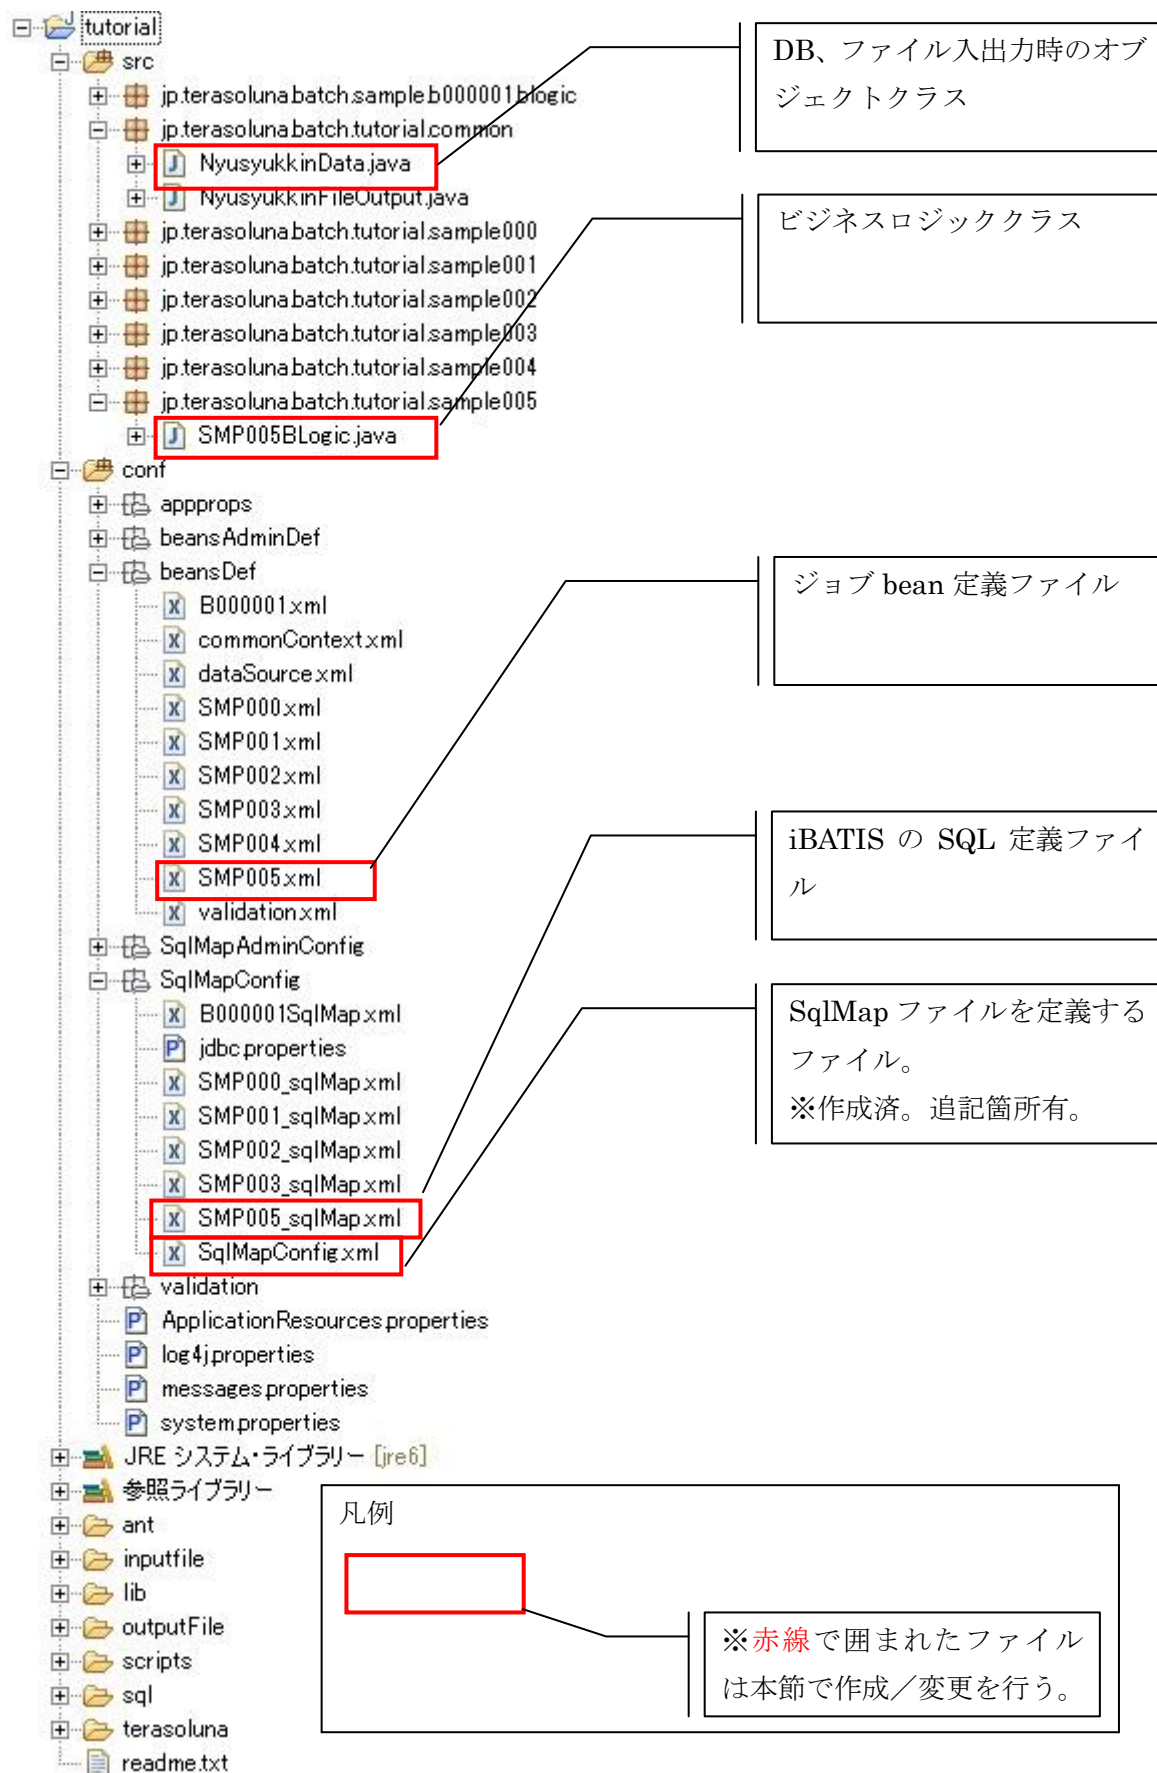 tutorial
src
jp.terasoluna.batch.sample.b000001.blogic
jp.terasoluna.batch.tutorial.common
NyusyukkinData.java
NyusyukkinFileOutput.java
jp.terasoluna.batch.tutorial.sample000
jp.terasoluna.batch.tutorial.sample001
jp.terasoluna.batch.tutorial.sample002
jp.terasoluna.batch.tutorial.sample003
jp.terasoluna.batch.tutorial.sample004
jp.terasoluna.batch.tutorial.sample005
SMP005BLogic.java
conf
appprops
beansAdminDef
beansDef
B000001.xml
commonContext.xml
dataSource.xml
SMP000.xml
SMP001.xml
SMP002.xml
SMP003.xml
SMP004.xml
SMP005.xml
validation.xml
SqlMapAdminConfig
SqlMapConfig
B000001SqlMap.xml
jdbc.properties
SMP000_sqlMap.xml
SMP001_sqlMap.xml
SMP002_sqlMap.xml
SMP003_sqlMap.xml
SMP005_sqlMap.xml
SqlMapConfig.xml
validation
ApplicationResources.properties
log4j.properties
messages.properties
system.properties
JRE システム・ライブラリー [jre6]
参照ライブラリー
ant
inputfile
lib
outputFile
scripts
sql
terasoluna
readme.txt
DB、ファイル入出力時のオブ
ジェクトクラス
ビジネスロジッククラス
ジョブ bean 定義ファイル
iBATIS の SQL 定義ファイ
ル
SqlMap ファイルを定義する
ファイル。
※作成済。追記箇所有。
凡例
※赤線で囲まれたファイル
は本節で作成／変更を行う。